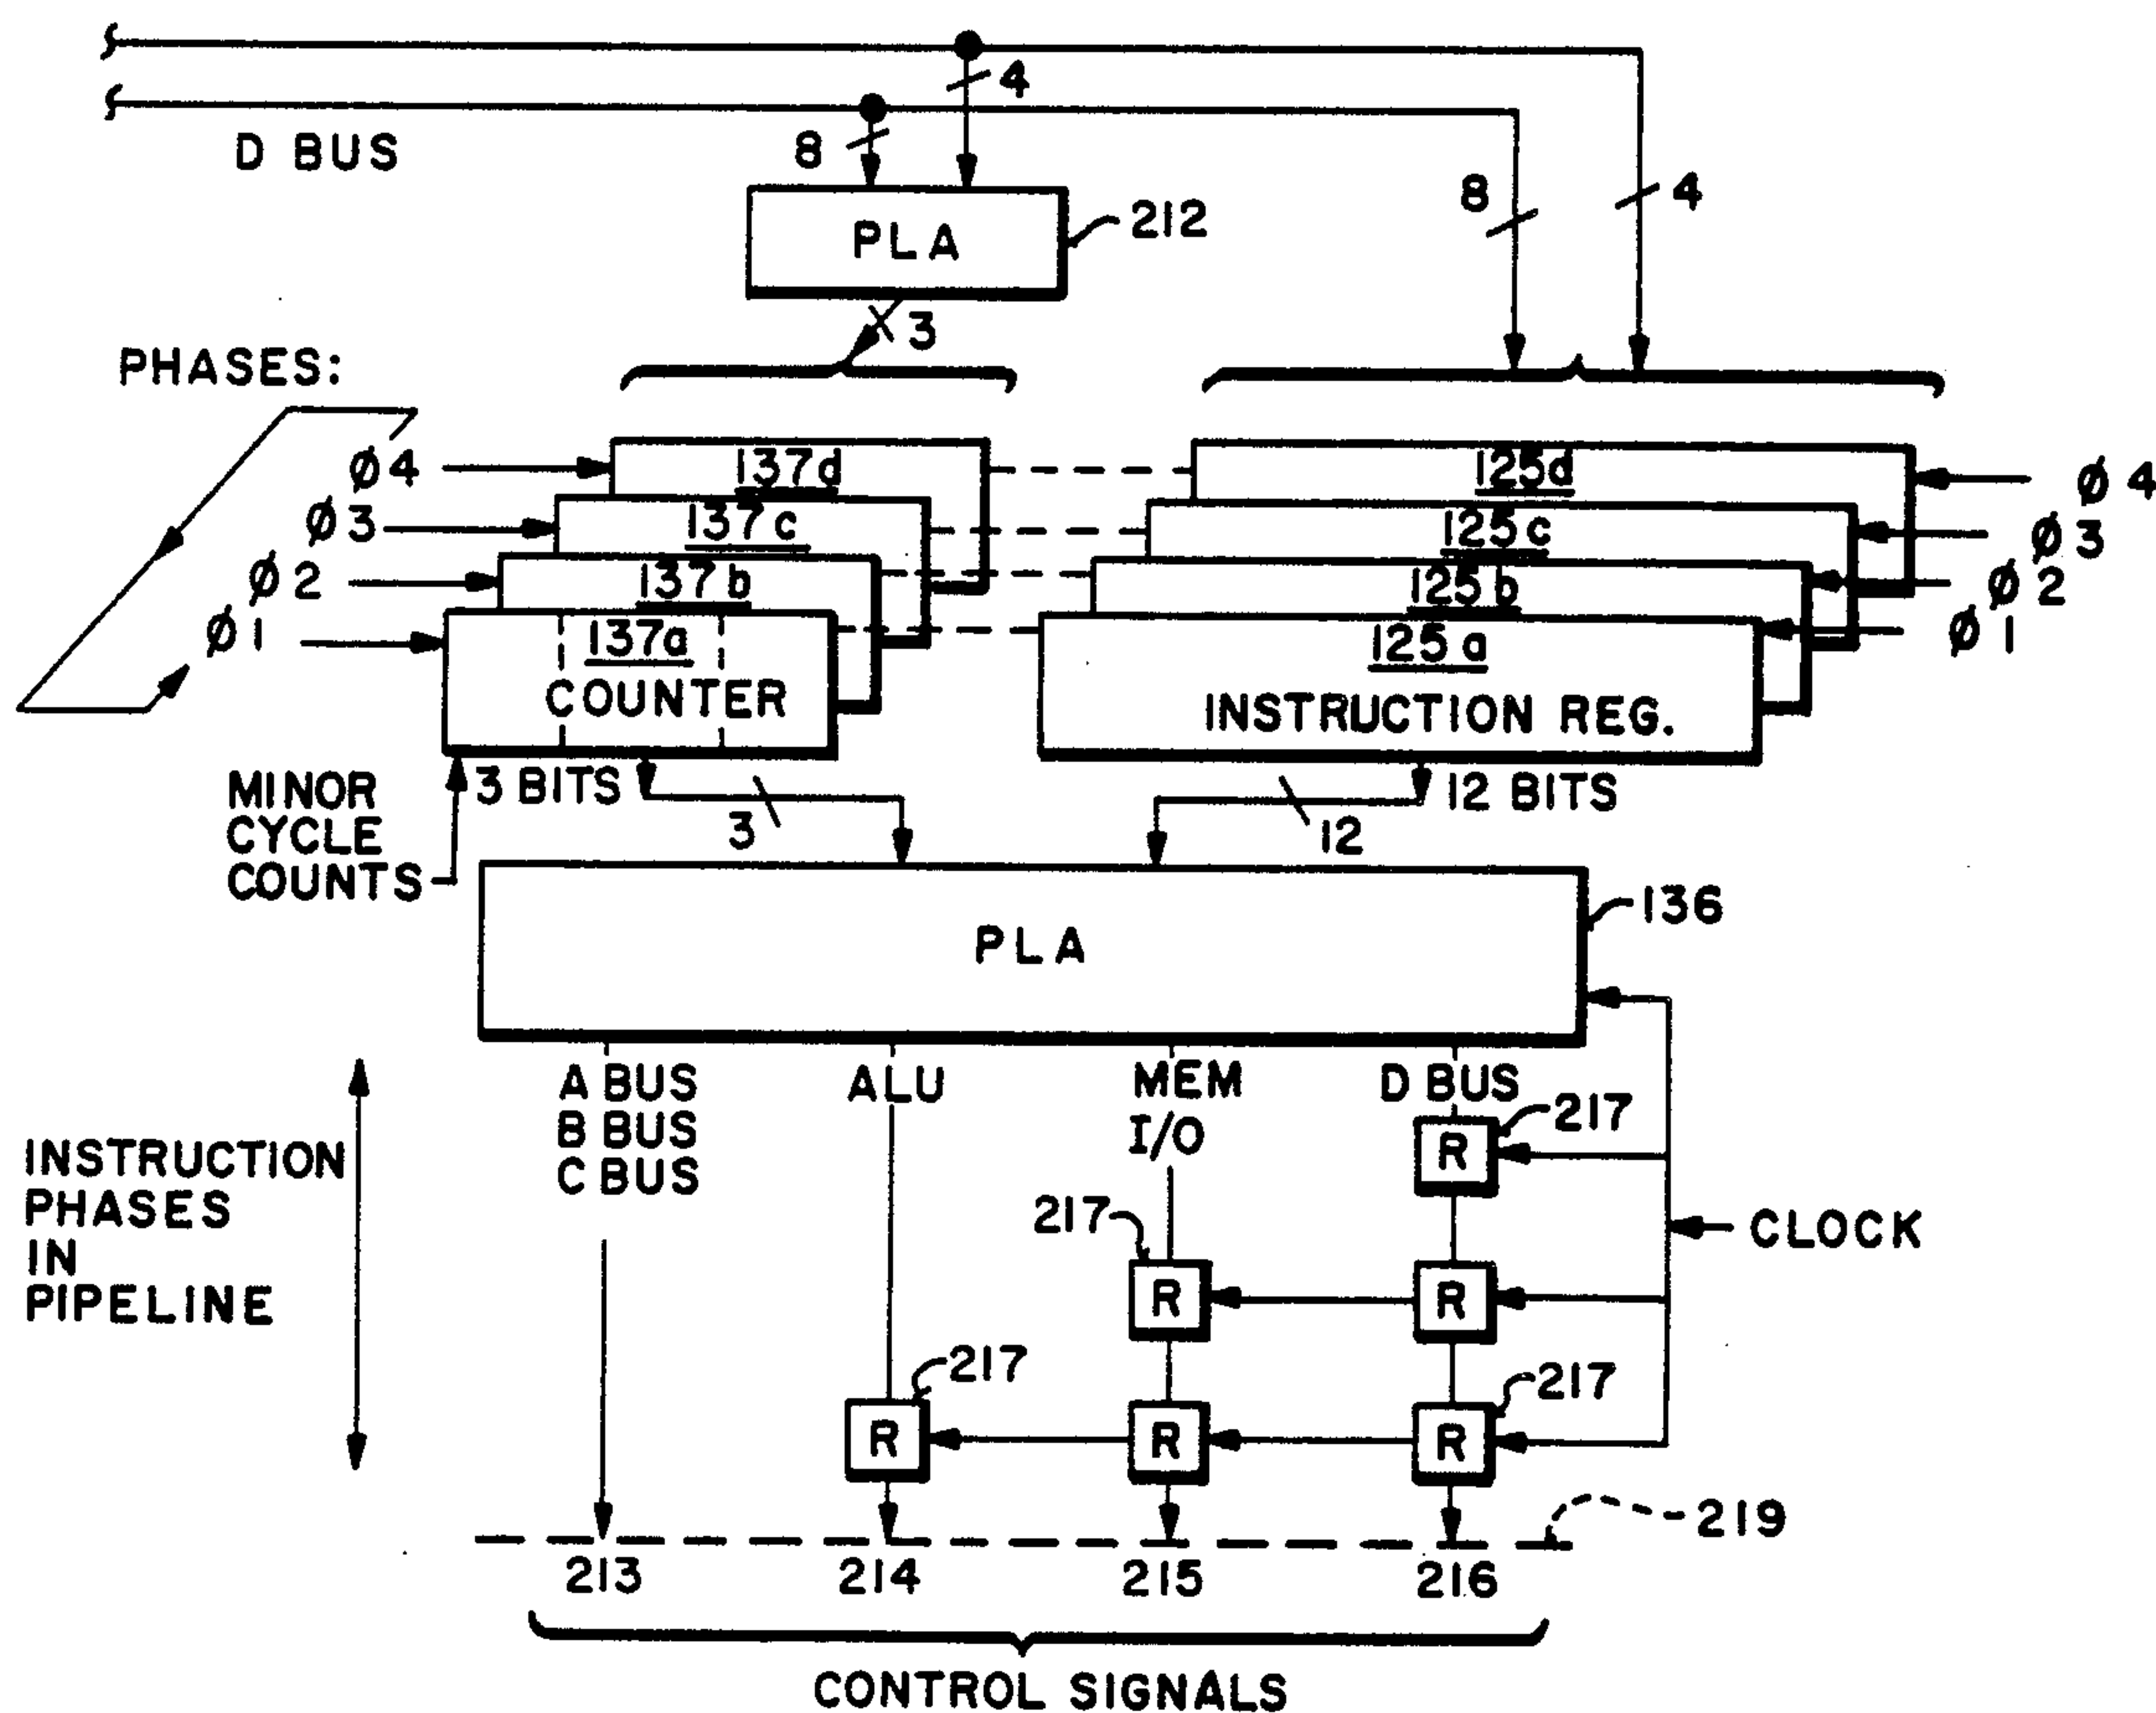 4
D BUS
8
8
4
PLA
212
3
PHASES:
Ø4
137d
125d
Ø4
Ø3
137c
125c
Ø3
Ø2
137b
125b
Ø2
Ø1
137a
125a
Ø1
COUNTER
INSTRUCTION REG.
MINOR
CYCLE
COUNTS
3 BITS
12 BITS
3
12
PLA
136
A BUS
B BUS
C BUS
ALU
MEM
I/O
D BUS
217
R
INSTRUCTION
PHASES
IN
PIPELINE
217
CLOCK
R
R
217
217
R
R
R
219
213
214
215
216
CONTROL SIGNALS